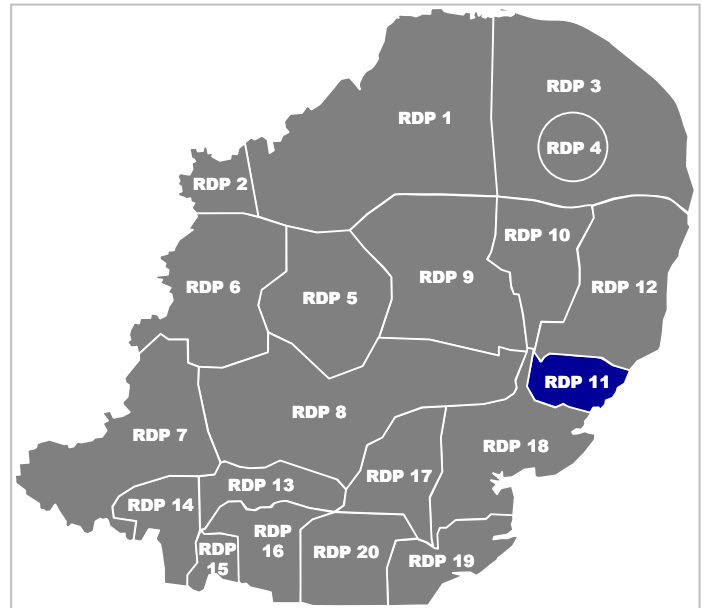 RDP 3
RDP 1
RDP 4
RDP 2
RDP 10
RDP 9
RDP 6
RDP 12
RDP 5
RDP 11
RDP 8
RDP 7
RDP 18
RDP 17
RDP 13
RDP 14
RDP
16
RDP
15
RDP 20
RDP 19